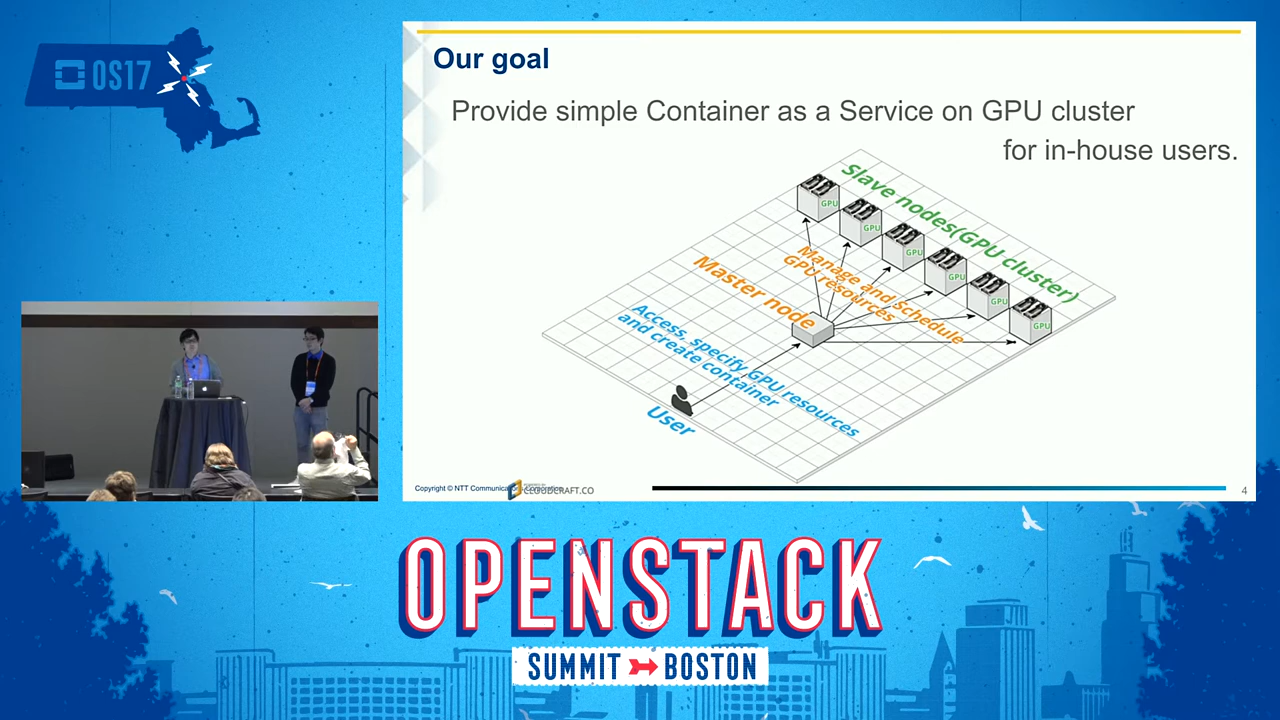 OS17
Our goal
Provide simple Container as a Service on GPU cluster
for in-house users.
Slave nodes(GPU cluster)
GPU
GPU
GPU
GPU
GPU
GPU
Manage and Schedule
GPU resources
Master node
Access, specify GPU resources
and create container
User
Copyright © NTT Communications
CLOUDCRAFT.CO
4
OPENSTACK
SUMMIT BOSTON